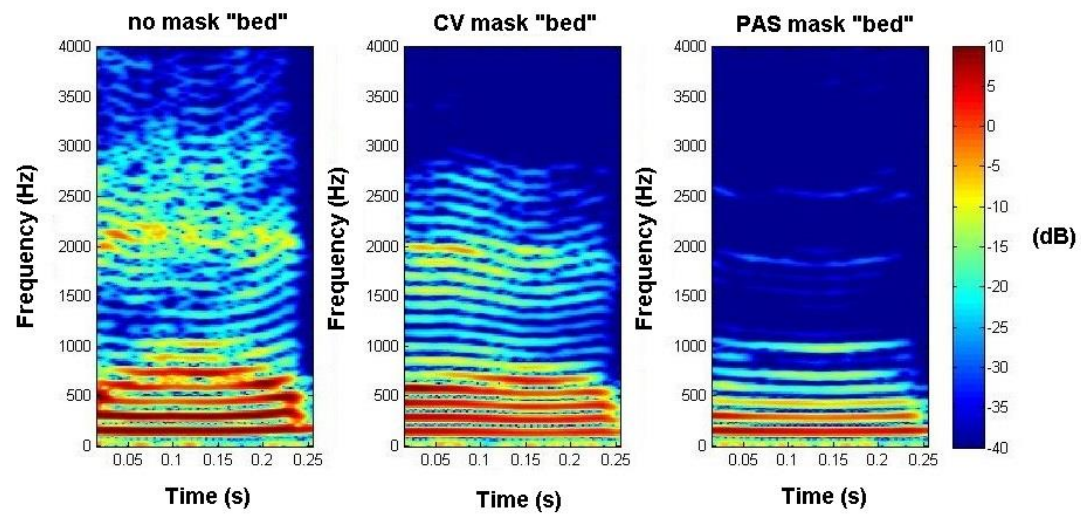 no mask "bed"
CV mask "bed"
PAS mask "bed"
Frequency (Hz)
4000
3500
3000
2500
2000
1500
1000
500
0
0.05 0.1 0.15 0.2 0.25
Time (s)
Frequency (Hz)
4000
3500
3000
2500
2000
1500
1000
500
0
0.05 0.1 0.15 0.2 0.25
Time (s)
Frequency (Hz)
4000
3500
3000
2500
2000
1500
1000
500
0
0.05 0.1 0.15 0.2 0.25
Time (s)
10
5
0
-5
-10
-15
-20
-25
-30
-35
-40
(dB)